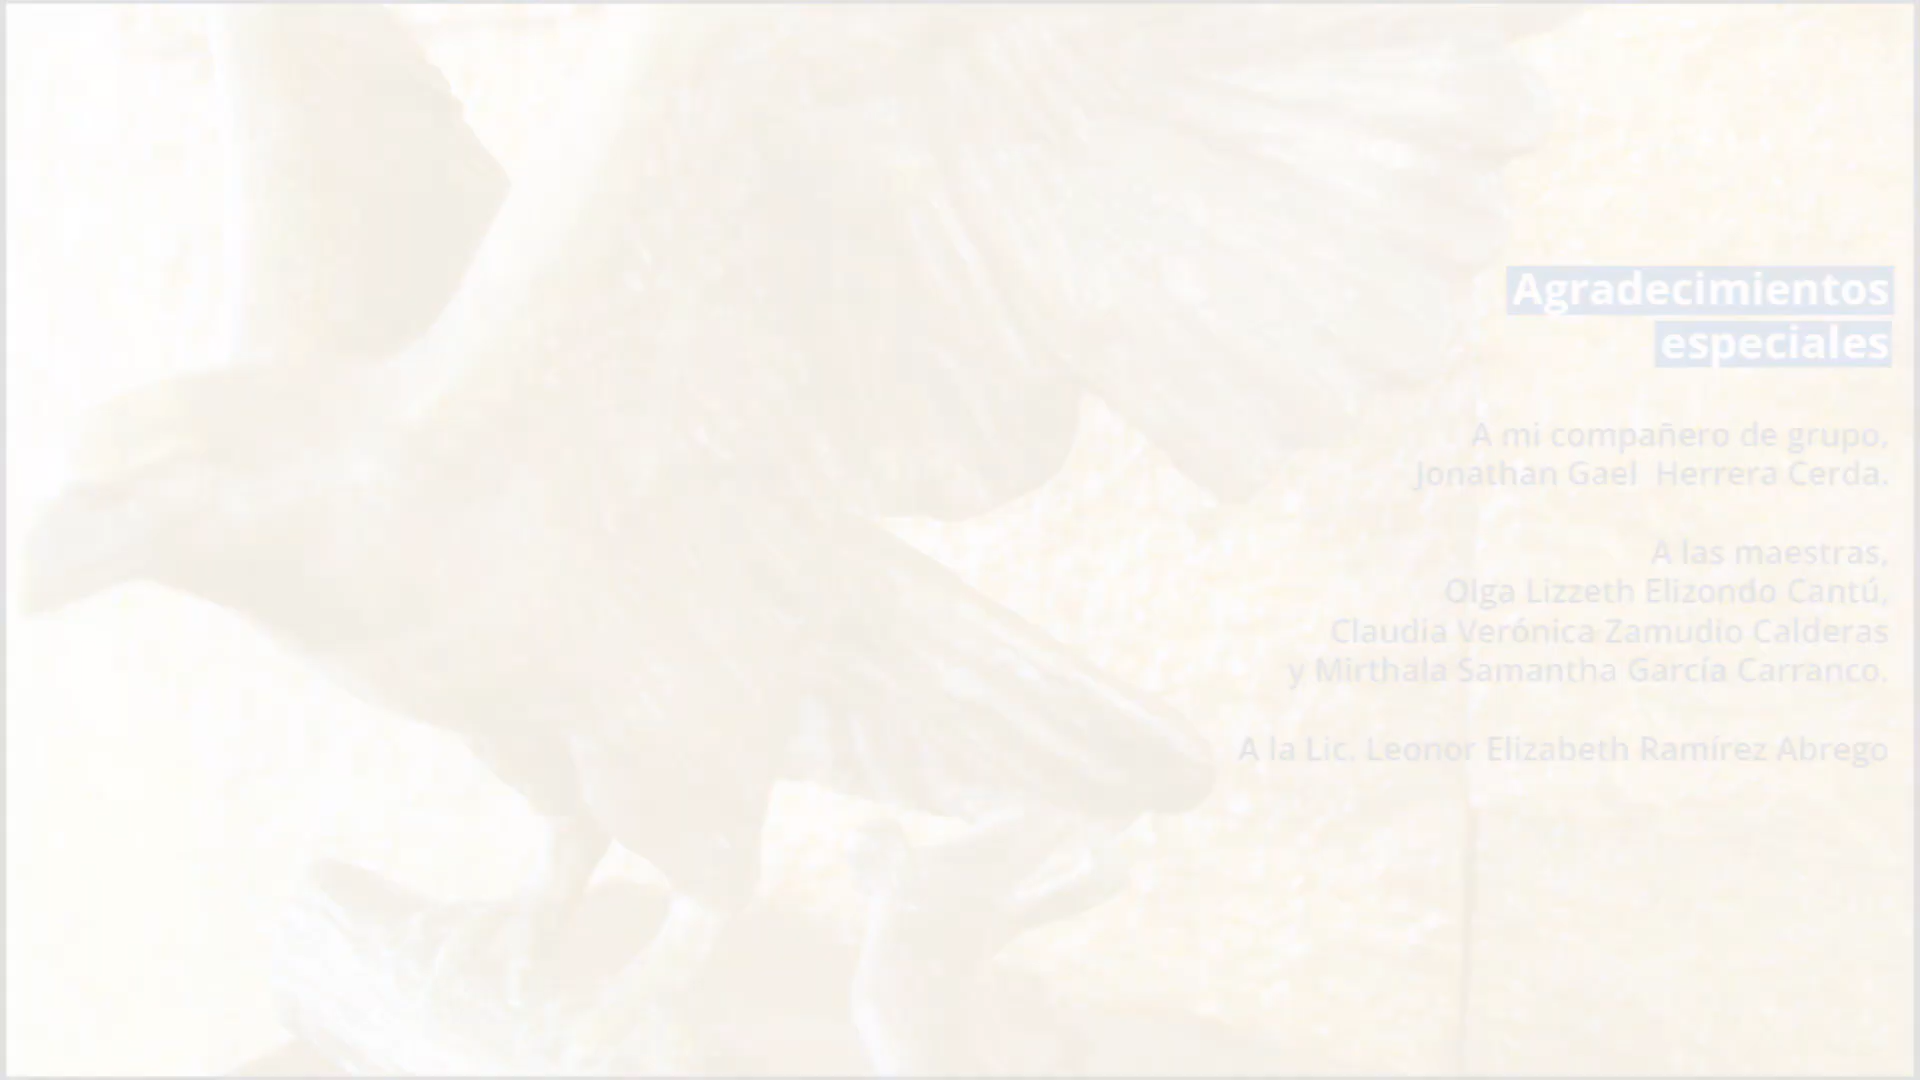 Agradecimientos
especiales
A mi compañero de grupo,
Jonathan Gael Herrera Cerda.
A las maestras,
Olga Lizzeth Elizondo Cantú,
Claudia Verónica Zamudio Calderas
y Mirthala Samantha García Carranco.
A la Lic. Leonor Elizabeth Ramírez Abrego